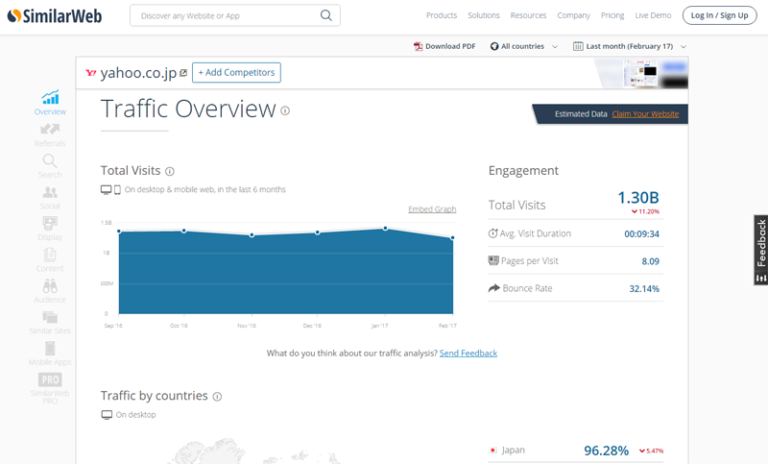 SimilarWeb
Discover any Website or App
Products Solutions Resources Company Pricing Live Demo Log In / Sign Up
Download PDF All countries Last month (February 17)
Y! yahoo.co.jp + Add Competitors
Overview
Referrals
Search
Social
Display
Content
Audience
Similar Sites
Mobile Apps
PRO
SimilarWeb
PRO
Traffic Overview
Estimated Data Claim Your Website
Total Visits
On desktop & mobile web, in the last 6 months
Embed Graph
1.5B
1B
500M
0
Sep '16 Oct '16 Nov '16 Dec '16 Jan '17 Feb '17
Engagement
Total Visits 1.30B
11.20%
Avg. Visit Duration 00:09:34
Pages per Visit 8.09
Bounce Rate 32.14%
What do you think about our traffic analysis? Send Feedback
Traffic by countries
On desktop
Japan 96.28% 5.47%
Feedback